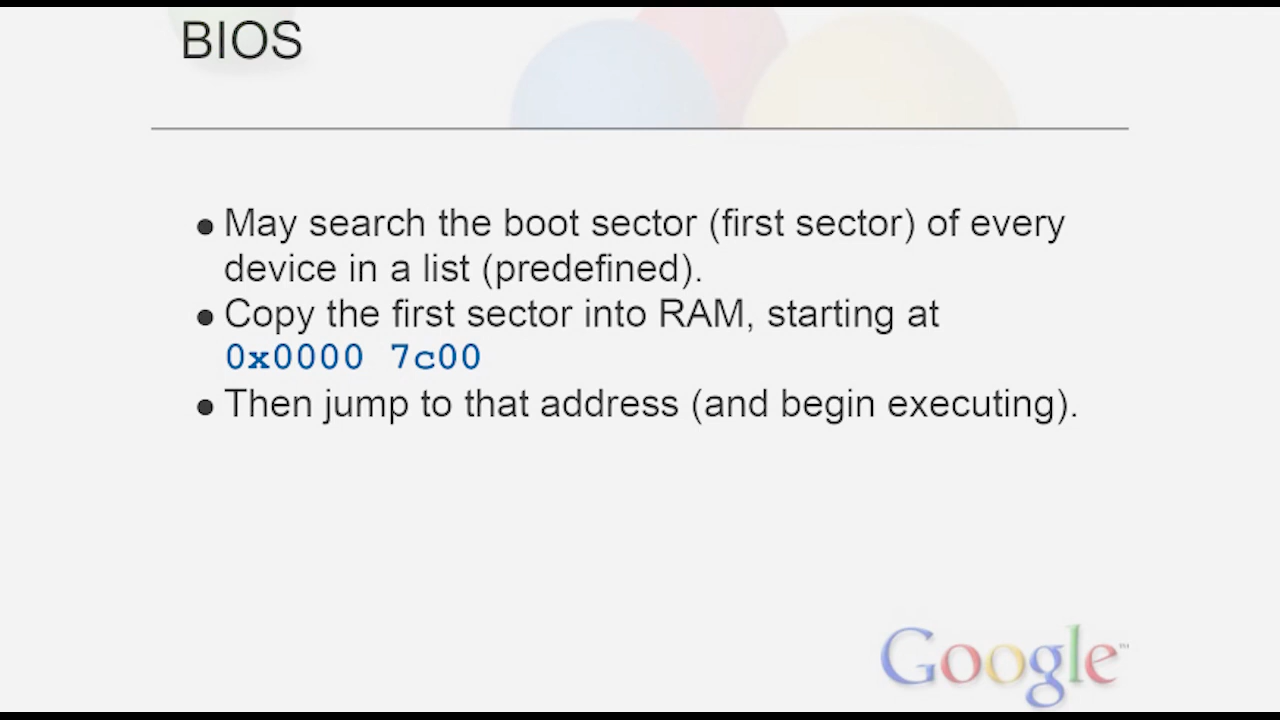 BIOS
● May search the boot sector (first sector) of every
device in a list (predefined).
● Copy the first sector into RAM, starting at
0x0000 7c00
● Then jump to that address (and begin executing).
Google™